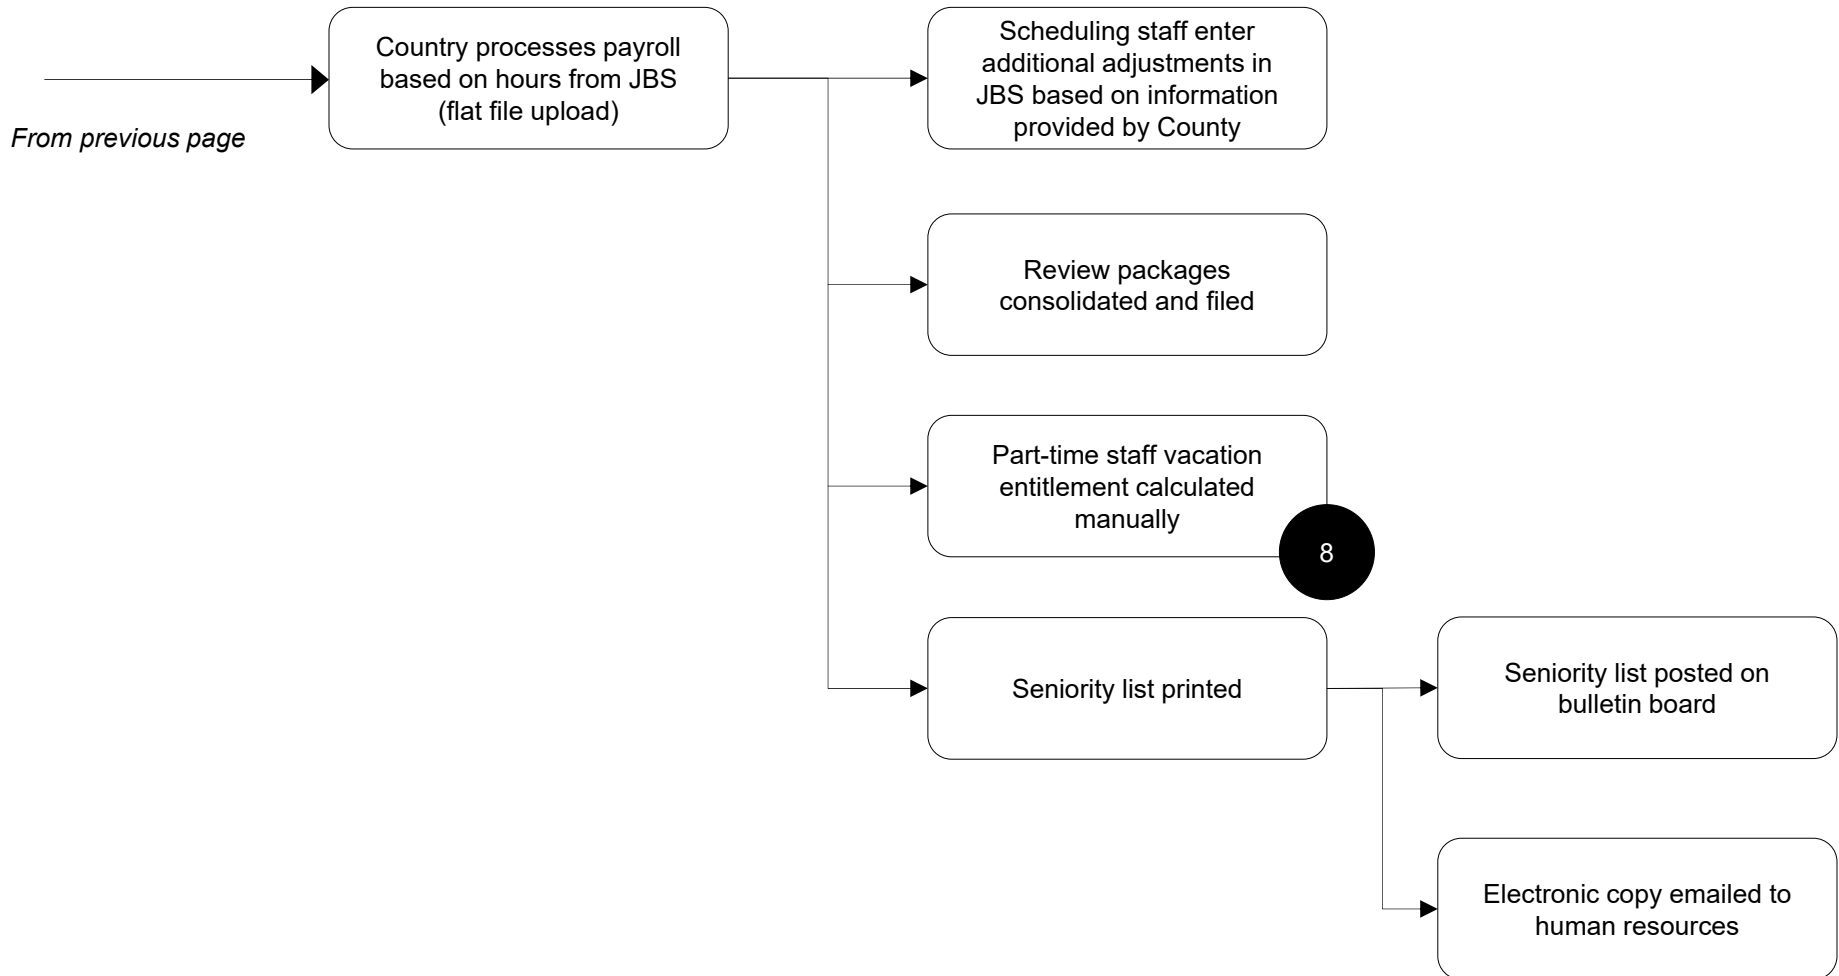 Country processes payroll
based on hours from JBS
(flat file upload)
From previous page
Scheduling staff enter
additional adjustments in
JBS based on information
provided by County
Review packages
consolidated and filed
Part-time staff vacation
entitlement calculated
manually
8
Seniority list printed
Seniority list posted on
bulletin board
Electronic copy emailed to
human resources